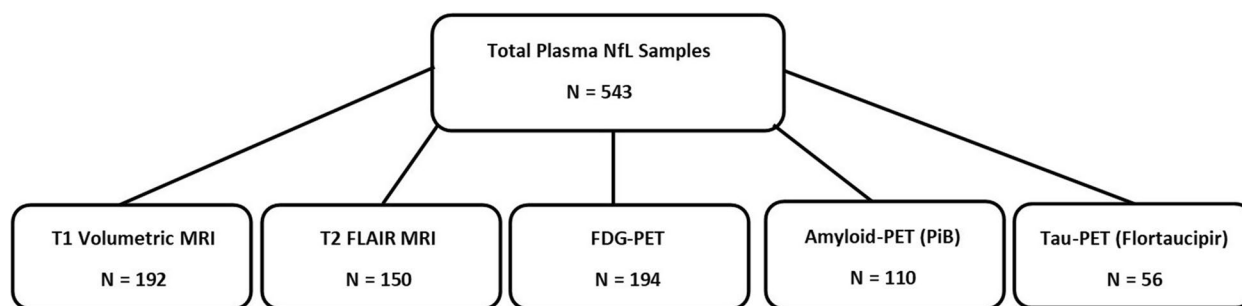 Total Plasma NfL Samples
N = 543
T1 Volumetric MRI
N = 192
T2 FLAIR MRI
N = 150
FDG-PET
N = 194
Amyloid-PET (PiB)
N = 110
Tau-PET (Flortaucipir)
N = 56